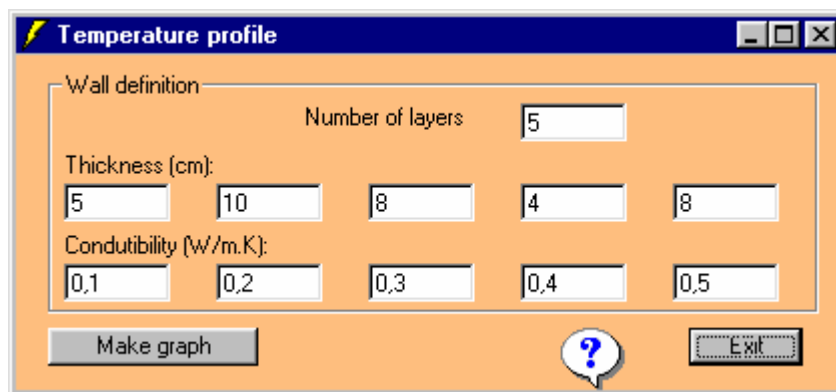 Temperature profile
Wall definition
Number of layers 5
Thickness (cm):
5 10 8 4 8
Condutibility (W/m.K):
0,1 0,2 0,3 0,4 0,5
Make graph ? Exit